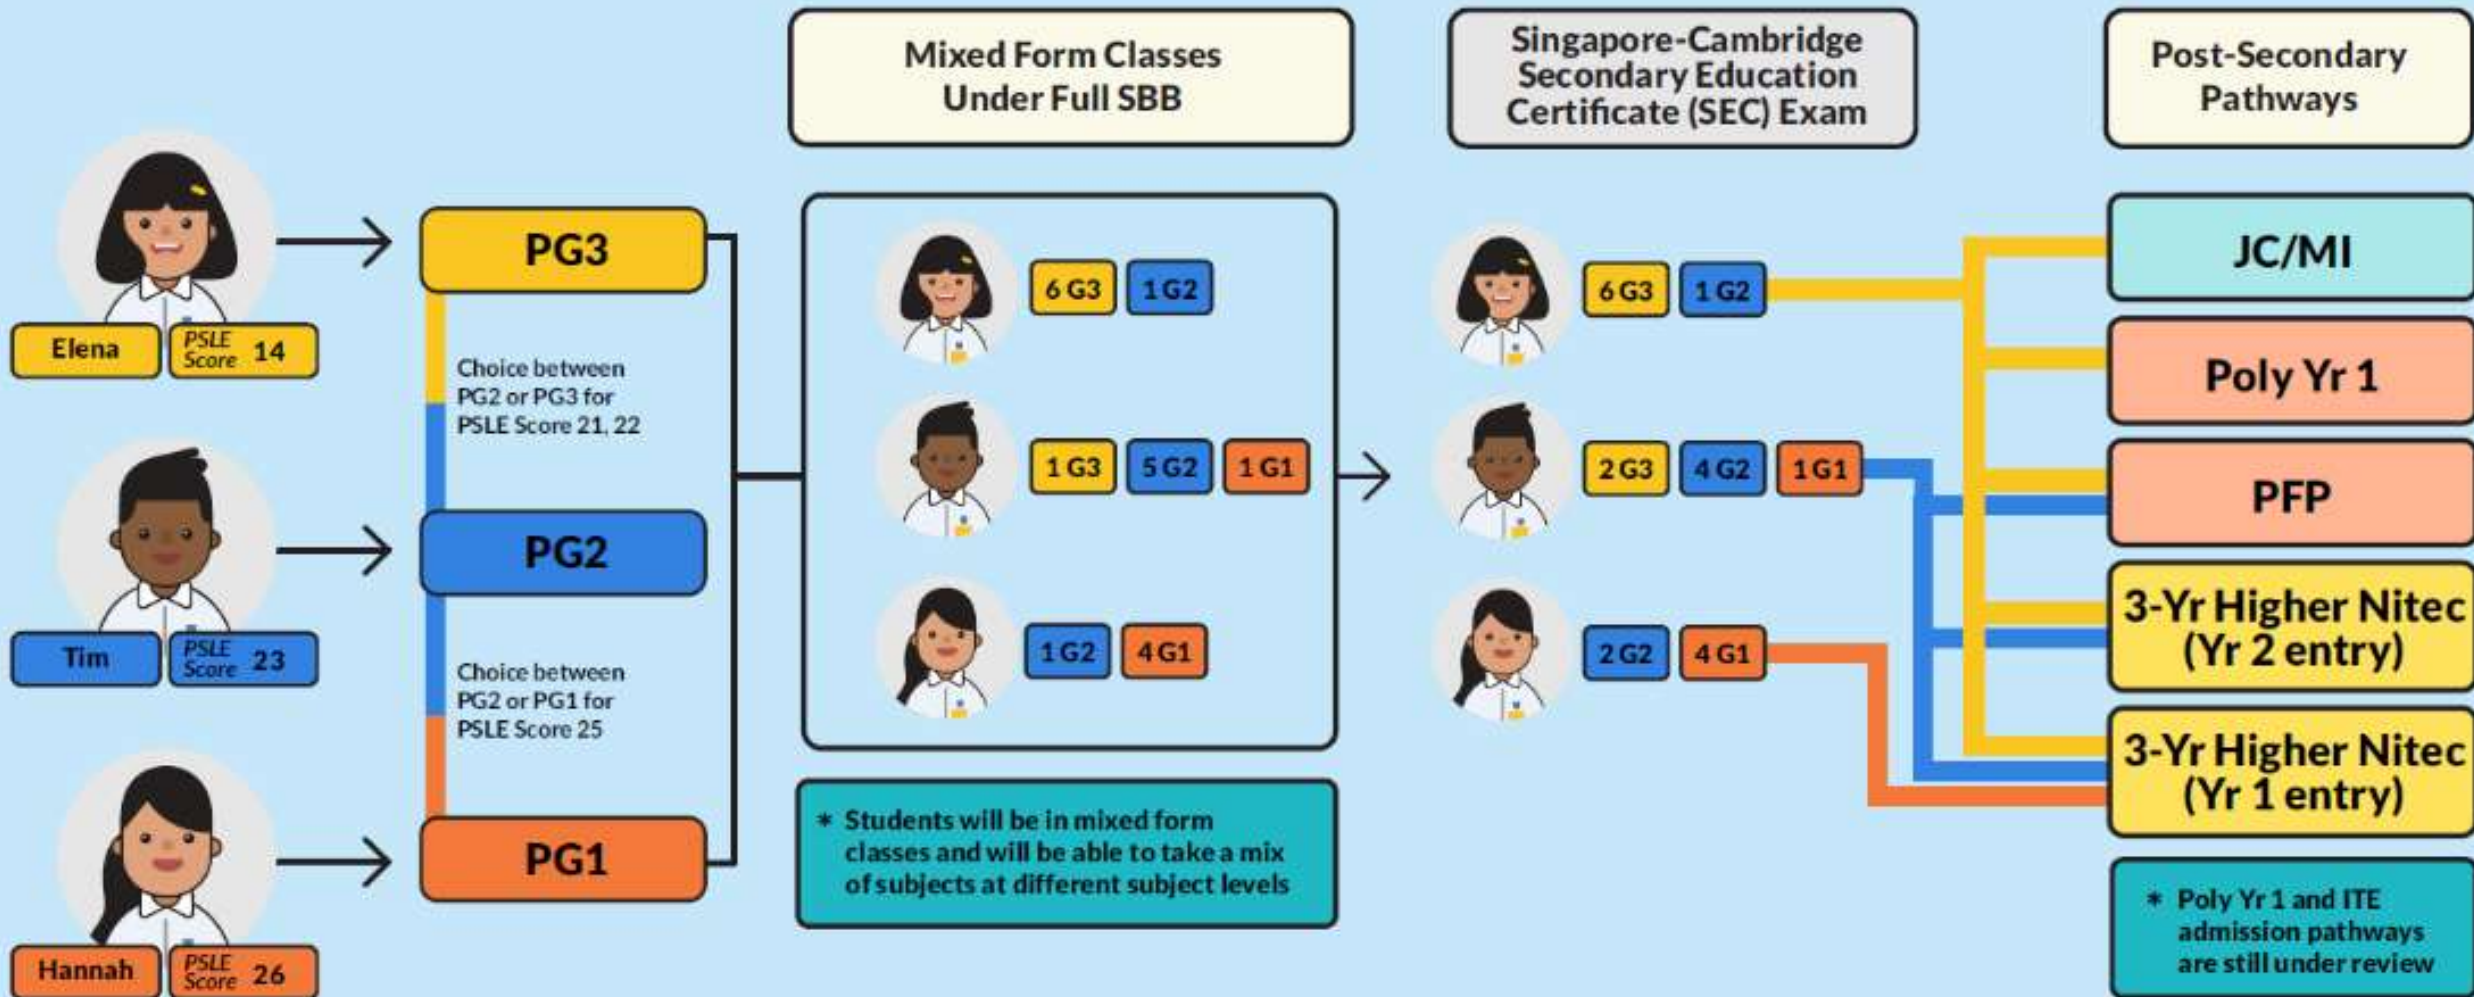 Mixed Form Classes
Under Full SBB
Singapore-Cambridge
Secondary Education
Certificate (SEC) Exam
Post-Secondary
Pathways
Elena
PSLE
Score 14
PG3
Choice between
PG2 or PG3 for
PSLE Score 21, 22
Tim
PSLE
Score 23
PG2
Choice between
PG2 or PG1 for
PSLE Score 25
Hannah
PSLE
Score 26
PG1
6 G3 1 G2
1 G3 5 G2 1 G1
1 G2 4 G1
* Students will be in mixed form
classes and will be able to take a mix
of subjects at different subject levels
6 G3 1 G2
2 G3 4 G2 1 G1
2 G2 4 G1
JC/MI
Poly Yr 1
PFP
3-Yr Higher Nitec
(Yr 2 entry)
3-Yr Higher Nitec
(Yr 1 entry)
* Poly Yr 1 and ITE
admission pathways
are still under review